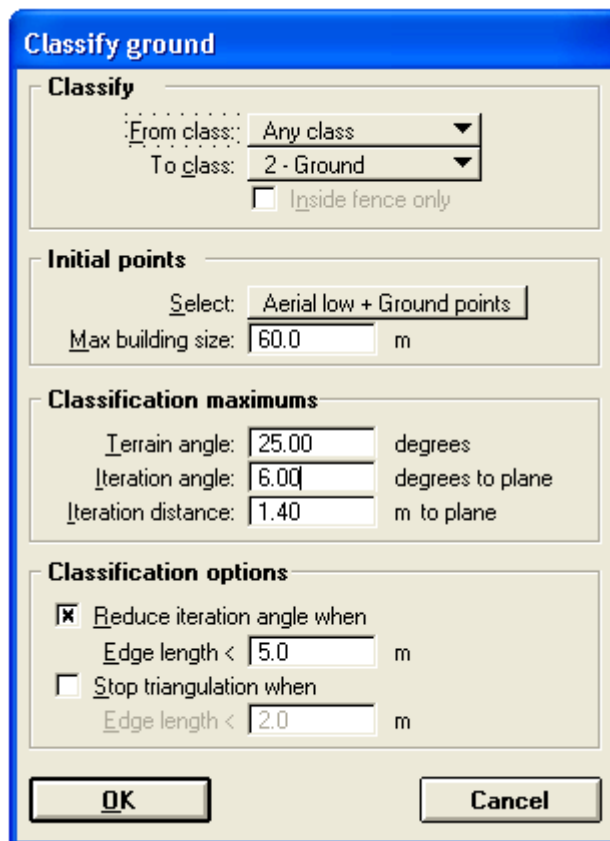 Classify ground
Classify
From class: Any class
To class: 2 - Ground
Inside fence only
Initial points
Select: Aerial low + Ground points
Max building size: 60.0 m
Classification maximums
Terrain angle: 25.00 degrees
Iteration angle: 6.00 degrees to plane
Iteration distance: 1.40 m to plane
Classification options
Reduce iteration angle when
Edge length < 5.0 m
Stop triangulation when
Edge length < 2.0 m
OK Cancel